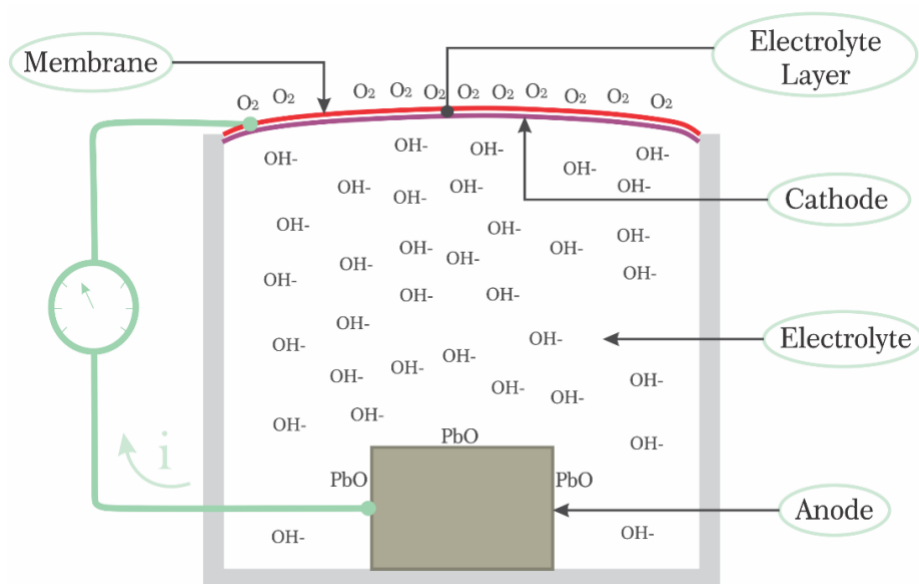 Electrolyte
Layer
Membrane
O₂
O₂
O₂
O₂
O₂
O₂
O₂
O₂
O₂
O₂
O₂
OH-
OH-
OH-
OH-
OH-
OH-
OH-
OH-
OH-
Cathode
OH-
OH-
OH-
OH-
OH-
OH-
OH-
OH-
OH-
OH-
OH-
OH-
OH-
Electrolyte
OH-
OH-
OH-
OH-
OH-
OH-
OH-
OH-
OH-
PbO
OH-
i
PbO
PbO
Anode
OH-
OH-